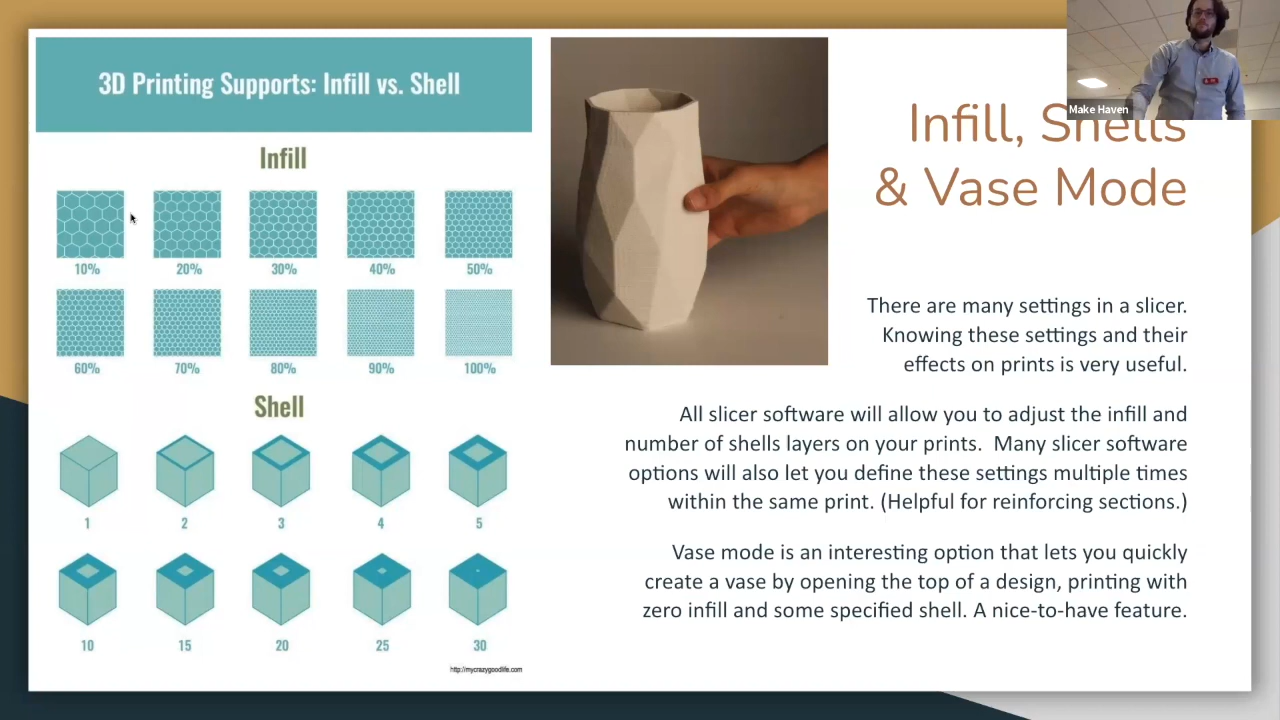 3D Printing Supports: Infill vs. Shell
Infill
10% 20% 30% 40% 50%
60% 70% 80% 90% 100%
Shell
1 2 3 4 5
10 15 20 25 30
http://mycrazygoodlife.com
Make Haven
Infill, Shells
& Vase Mode
There are many settings in a slicer.
Knowing these settings and their
effects on prints is very useful.
All slicer software will allow you to adjust the infill and
number of shells layers on your prints. Many slicer software
options will also let you define these settings multiple times
within the same print. (Helpful for reinforcing sections.)
Vase mode is an interesting option that lets you quickly
create a vase by opening the top of a design, printing with
zero infill and some specified shell. A nice-to-have feature.